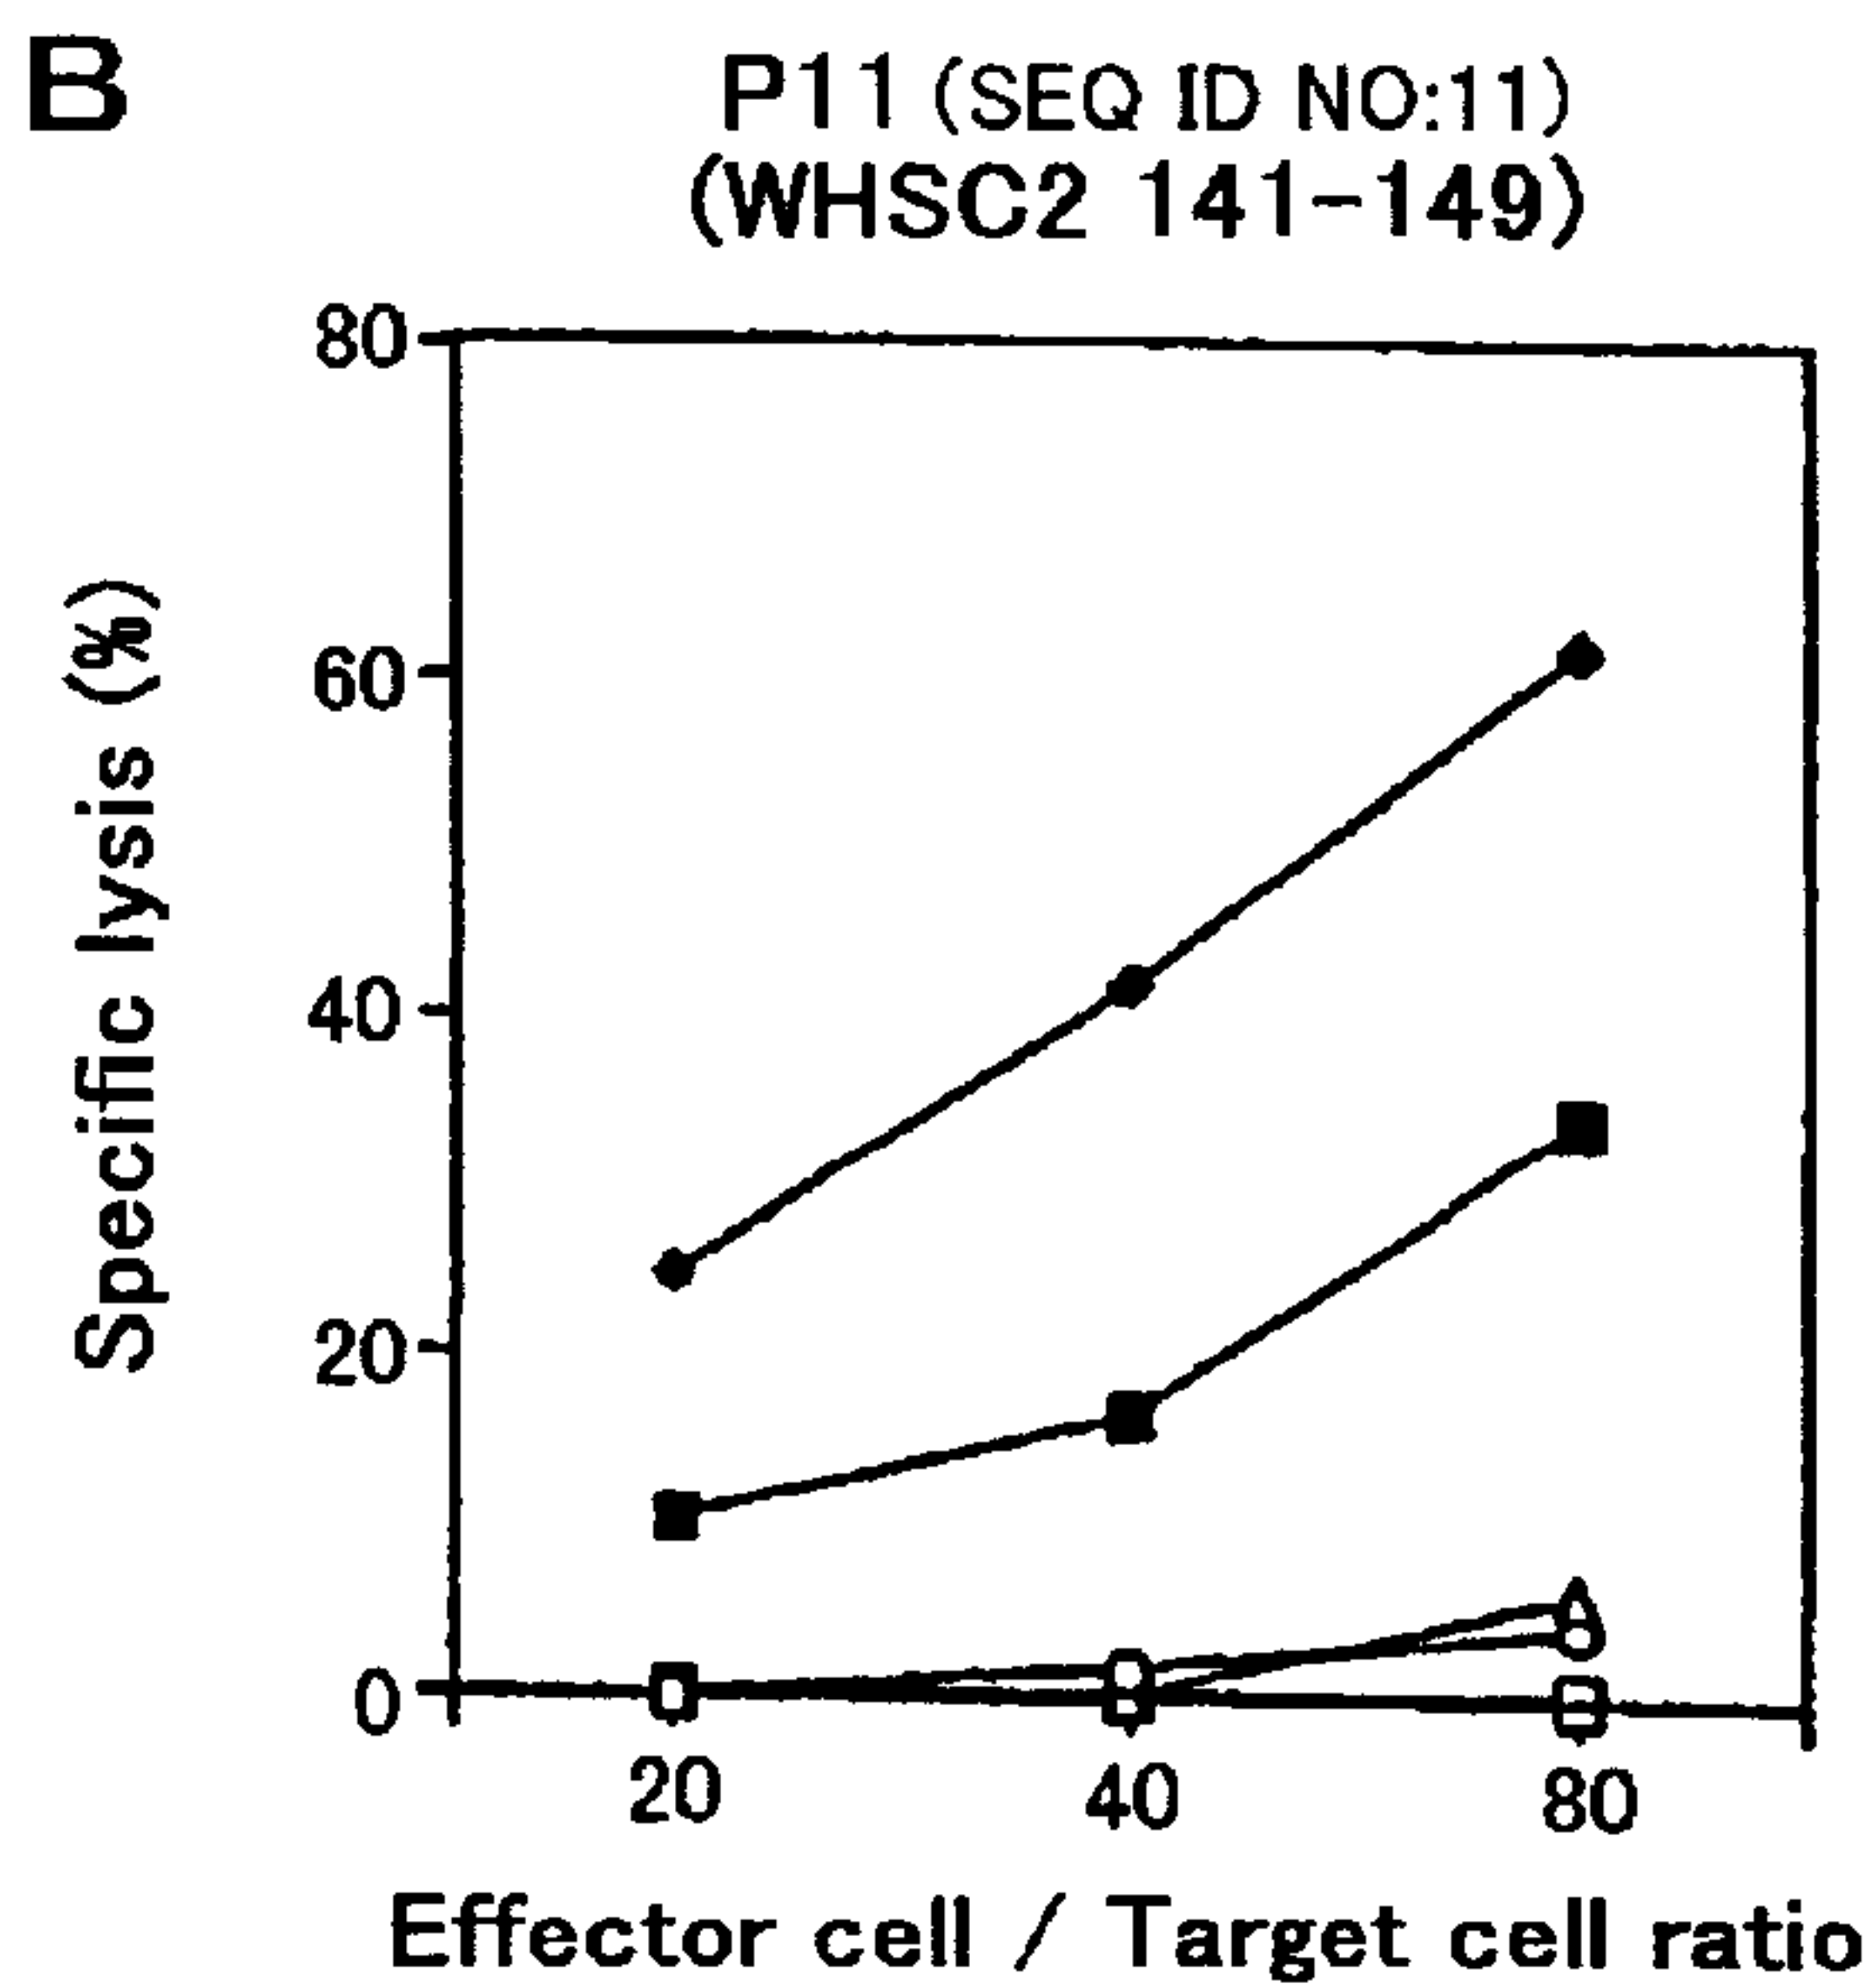 B
P11 (SEQ ID NO:11)
(WHSC2 141-149)
Specific lysis (%)
80
60
40
20
0
20 40 80
Effector cell / Target cell ratio